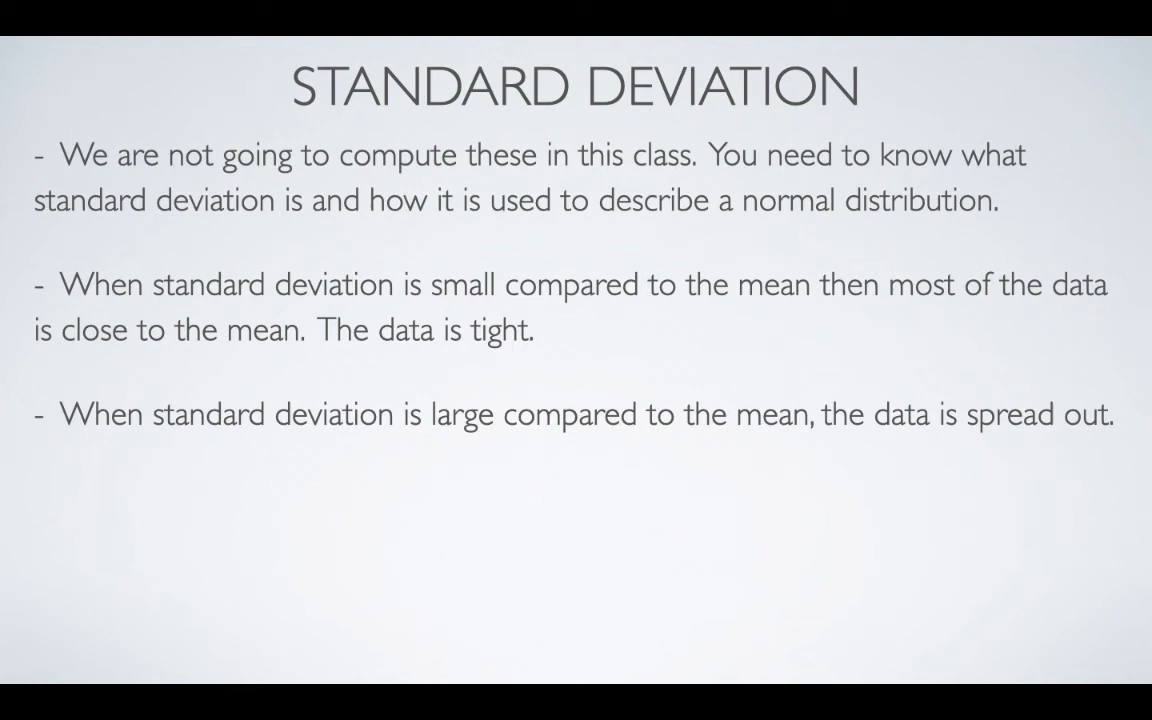 STANDARD DEVIATION
- We are not going to compute these in this class. You need to know what
standard deviation is and how it is used to describe a normal distribution.
- When standard deviation is small compared to the mean then most of the data
is close to the mean. The data is tight.
- When standard deviation is large compared to the mean, the data is spread out.